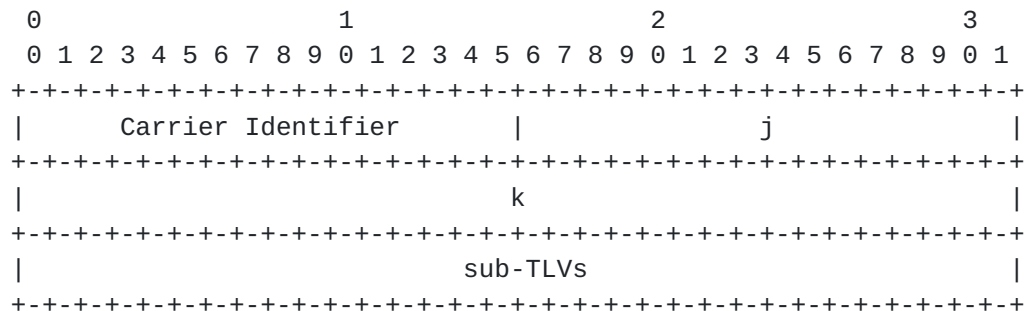 0                   1                   2                   3
 0 1 2 3 4 5 6 7 8 9 0 1 2 3 4 5 6 7 8 9 0 1 2 3 4 5 6 7 8 9 0 1
+-+-+-+-+-+-+-+-+-+-+-+-+-+-+-+-+-+-+-+-+-+-+-+-+-+-+-+-+-+-+-+-+
|      Carrier Identifier       |               j               |
+-+-+-+-+-+-+-+-+-+-+-+-+-+-+-+-+-+-+-+-+-+-+-+-+-+-+-+-+-+-+-+-+
|                               k                               |
+-+-+-+-+-+-+-+-+-+-+-+-+-+-+-+-+-+-+-+-+-+-+-+-+-+-+-+-+-+-+-+-+
|                            sub-TLVs                           |
+-+-+-+-+-+-+-+-+-+-+-+-+-+-+-+-+-+-+-+-+-+-+-+-+-+-+-+-+-+-+-+-+